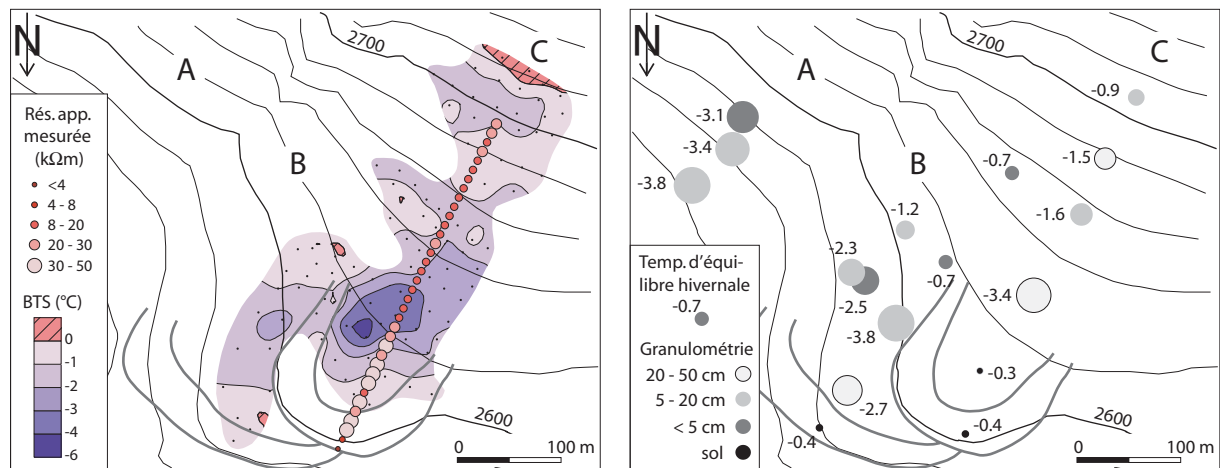 N
A
B
C
2700
2600
Rés. app.
mesurée
(kΩm)
<4
4 - 8
8 - 20
20 - 30
30 - 50
BTS (°C)
0
-1
-2
-3
-4
-6
0 100 m
N
A
B
C
2700
2600
-3.1
-3.4
-3.8
-0.9
-0.7
-1.5
-1.6
-1.2
-2.3
-0.7
-2.5
-3.4
-3.8
-0.3
-2.7
-0.4
-0.4
Temp. d'équi-
libre hivernale
-0.7
Granulométrie
20 - 50 cm
5 - 20 cm
< 5 cm
sol
0 100 m